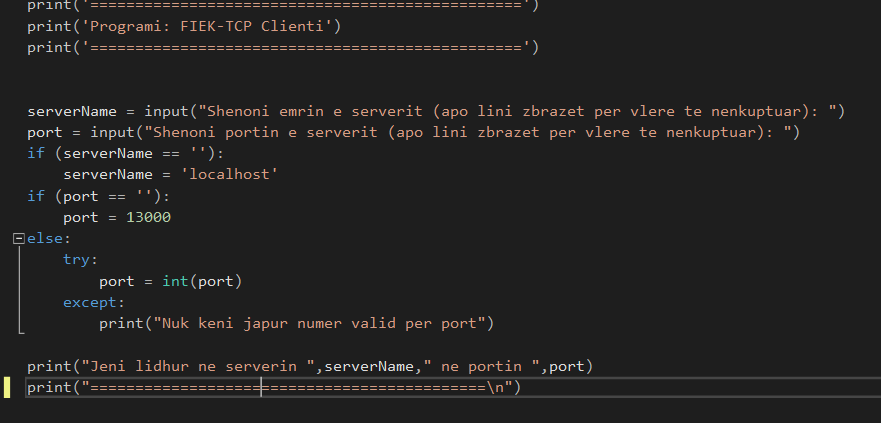 print('================================================')
print('Programi: FIEK-TCP Clienti')
print('================================================')
serverName = input("Shenoni emrin e serverit (apo lini zbrazet per vlere te nenkuptuar): ")
port = input("Shenoni portin e serverit (apo lini zbrazet per vlere te nenkuptuar): ")
if (serverName == ''):
serverName = 'localhost'
if (port == ''):
port = 13000
else:
try:
port = int(port)
except:
print("Nuk keni japur numer valid per port")
print("Jeni lidhur ne serverin ",serverName," ne portin ",port)
print("============================================\n")